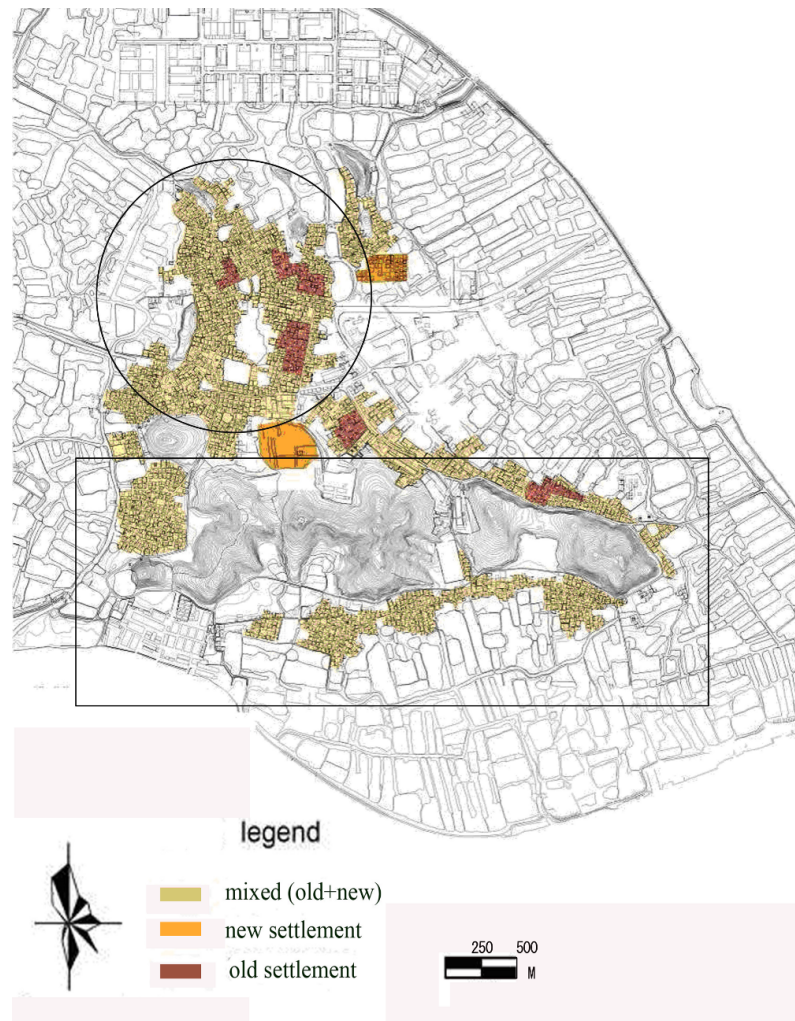 legend
mixed (old+new)
new settlement
old settlement
250 500
M